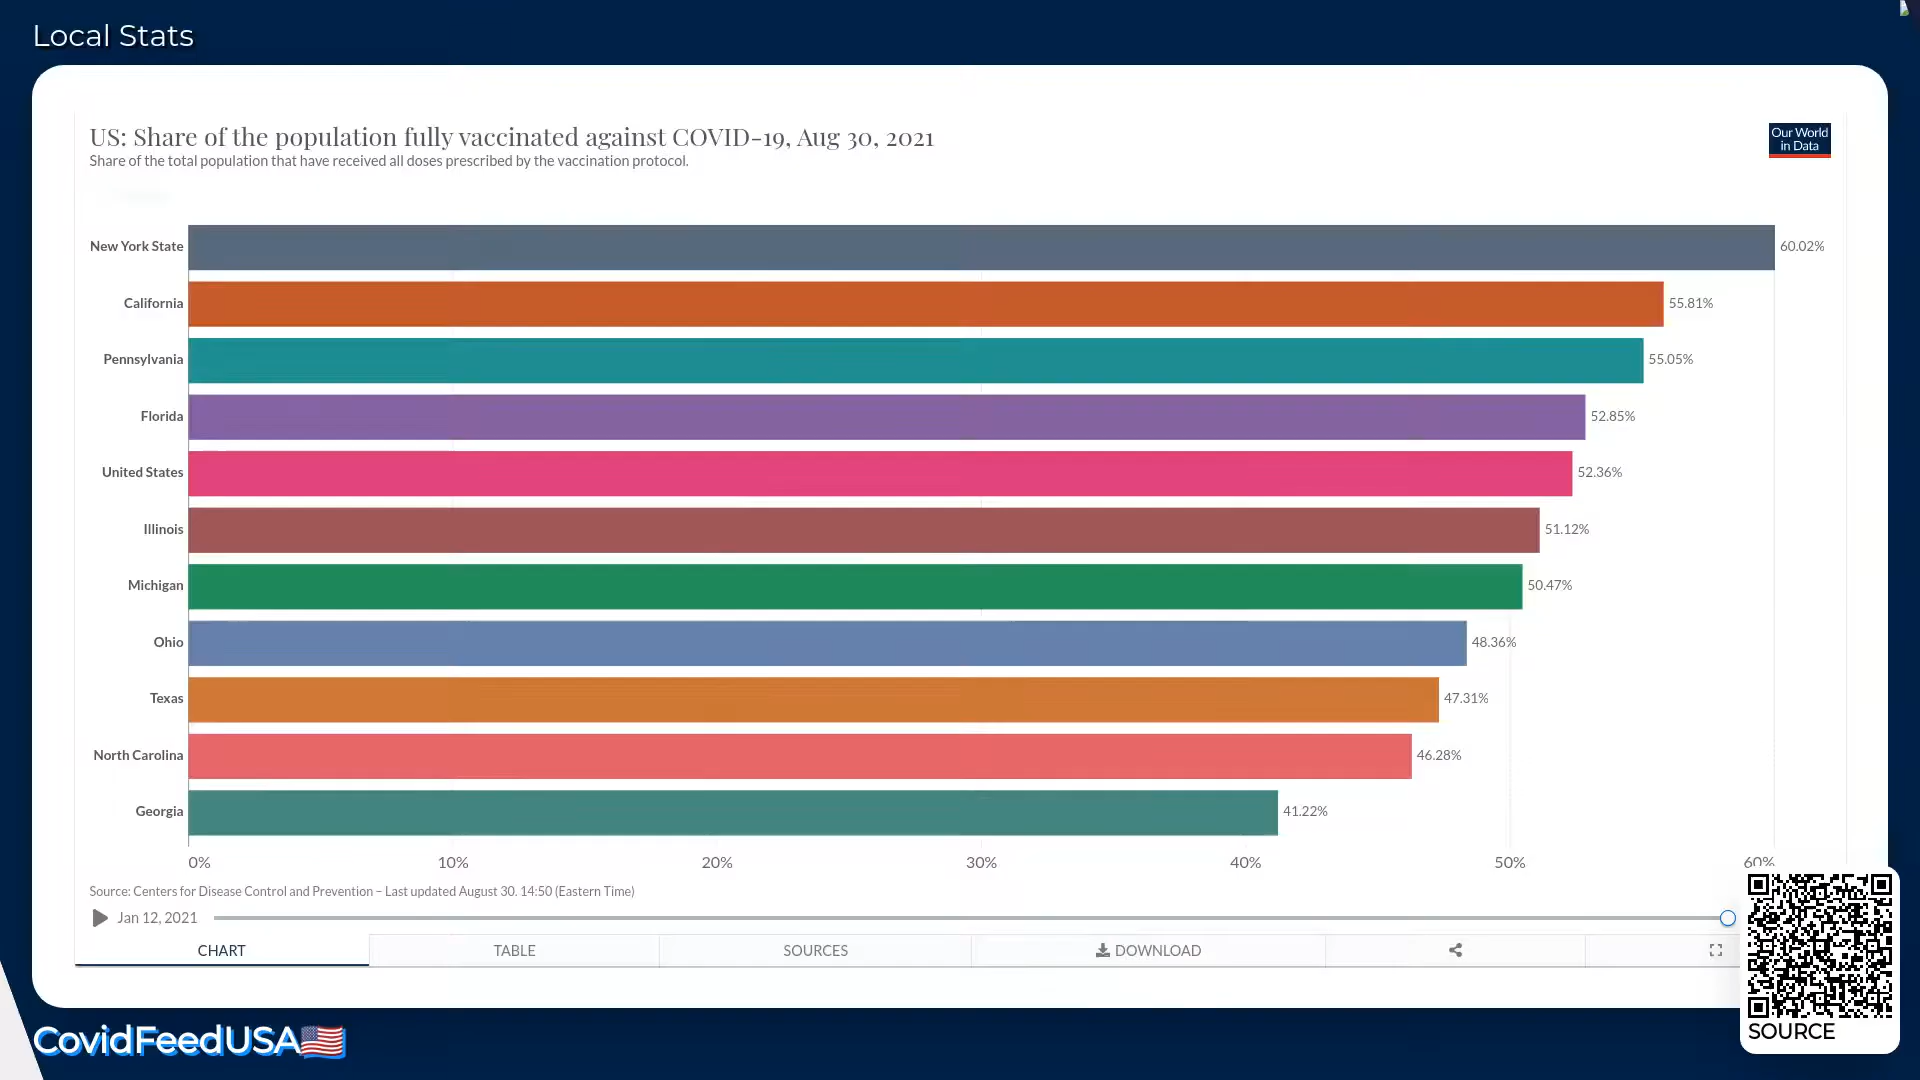 Local Stats
US: Share of the population fully vaccinated against COVID-19, Aug 30, 2021
Share of the total population that have received all doses prescribed by the vaccination protocol.
Our World
in Data
New York State 60.02%
California 55.81%
Pennsylvania 55.05%
Florida 52.85%
United States 52.36%
Illinois 51.12%
Michigan 50.47%
Ohio 48.36%
Texas 47.31%
North Carolina 46.28%
Georgia 41.22%
0% 10% 20% 30% 40% 50% 60%
Source: Centers for Disease Control and Prevention – Last updated August 30, 14:50 (Eastern Time)
Jan 12, 2021
CHART TABLE SOURCES DOWNLOAD
CovidFeedUSA
SOURCE